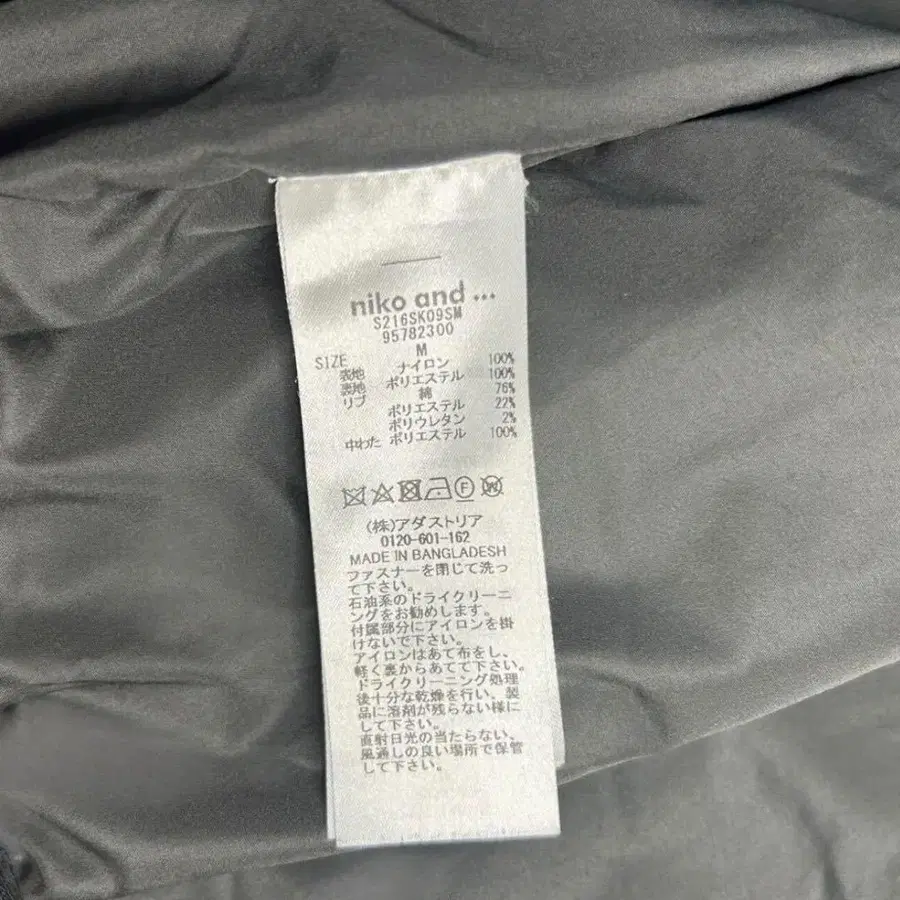 niko and ...
S216SK09SM
95782300
SIZE M
表地 ナイロン 100%
裏地 ポリエステル 100%
リブ 綿 76%
ポリエステル 22%
ポリウレタン 2%
中わた ポリエステル 100%
F W
(株)アダストリア
0120-601-162
MADE IN BANGLADESH
ファスナーを閉じて洗っ
て下さい。
石油系のドライクリーニ
ングをお勧めします。
付属部分にアイロンを掛
けないで下さい。
アイロンはあて布をし、
軽く裏からあてて下さい。
ドライクリーニング処理
後十分な乾燥を行い、製
品に溶剤が残らない様に
して下さい。
直射日光の当たらない、
風通しの良い場所で保管
して下さい。